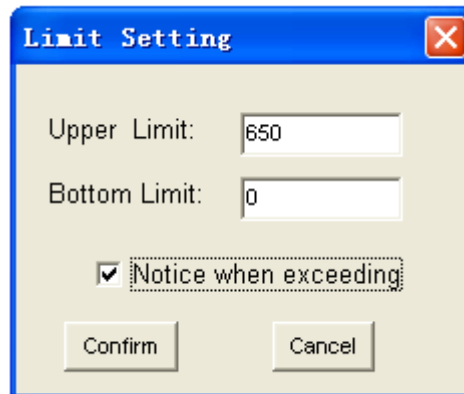 Limit Setting
Upper Limit: 650
Bottom Limit: 0
Notice when exceeding
Confirm Cancel